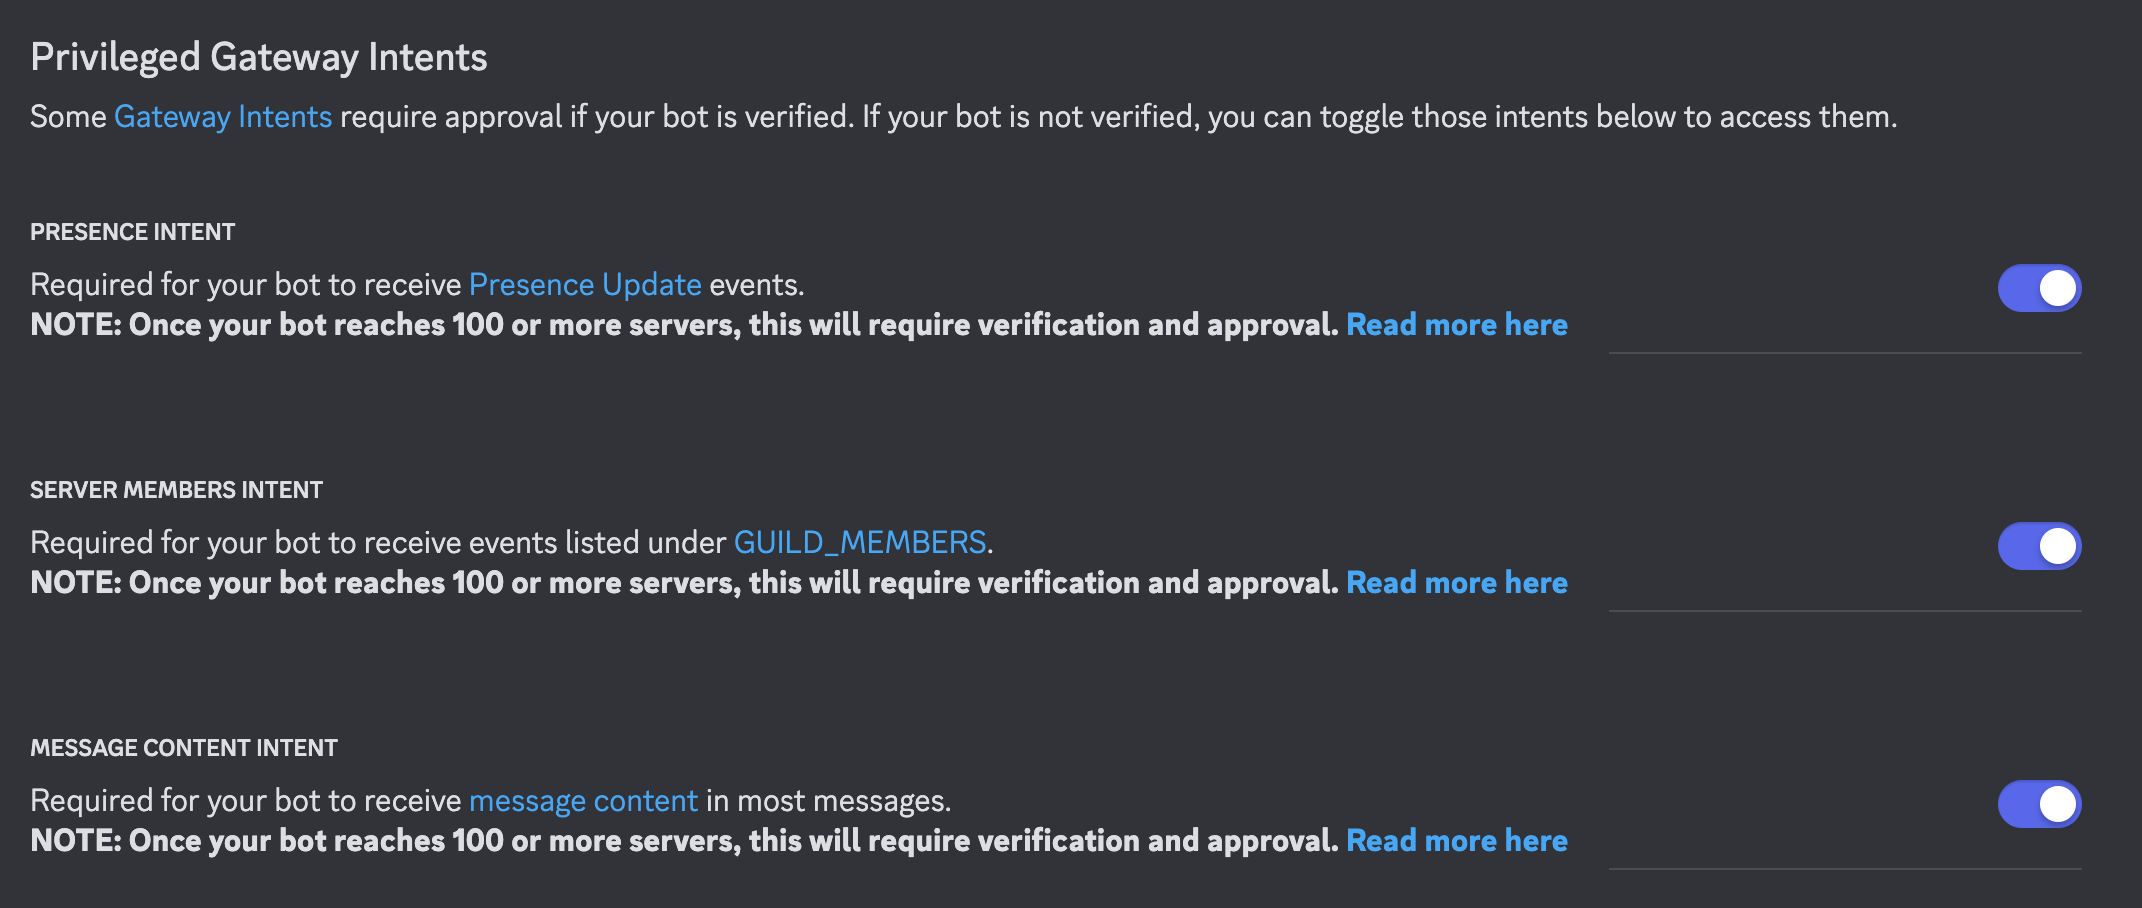 Privileged Gateway Intents
Some Gateway Intents require approval if your bot is verified. If your bot is not verified, you can toggle those intents below to access them.
PRESENCE INTENT
Required for your bot to receive Presence Update events.
NOTE: Once your bot reaches 100 or more servers, this will require verification and approval. Read more here
SERVER MEMBERS INTENT
Required for your bot to receive events listed under GUILD_MEMBERS.
NOTE: Once your bot reaches 100 or more servers, this will require verification and approval. Read more here
MESSAGE CONTENT INTENT
Required for your bot to receive message content in most messages.
NOTE: Once your bot reaches 100 or more servers, this will require verification and approval. Read more here